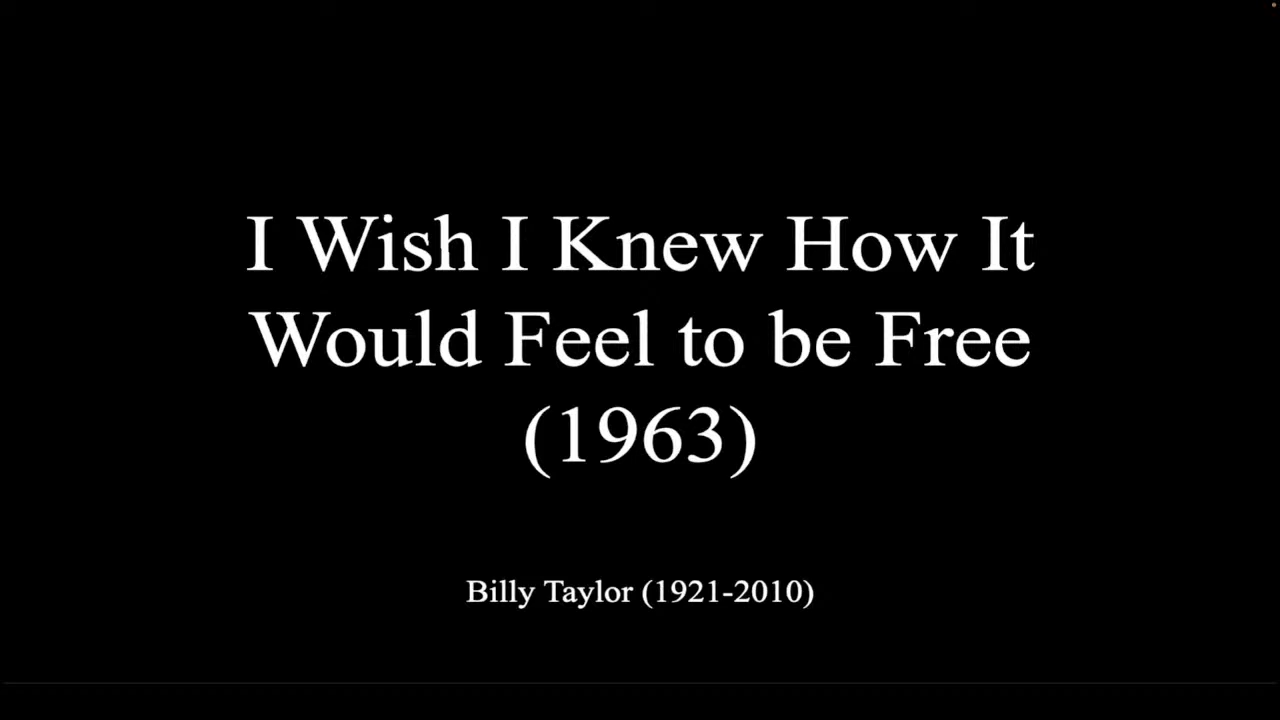 I Wish I Knew How It
Would Feel to be Free
(1963)
Billy Taylor (1921-2010)